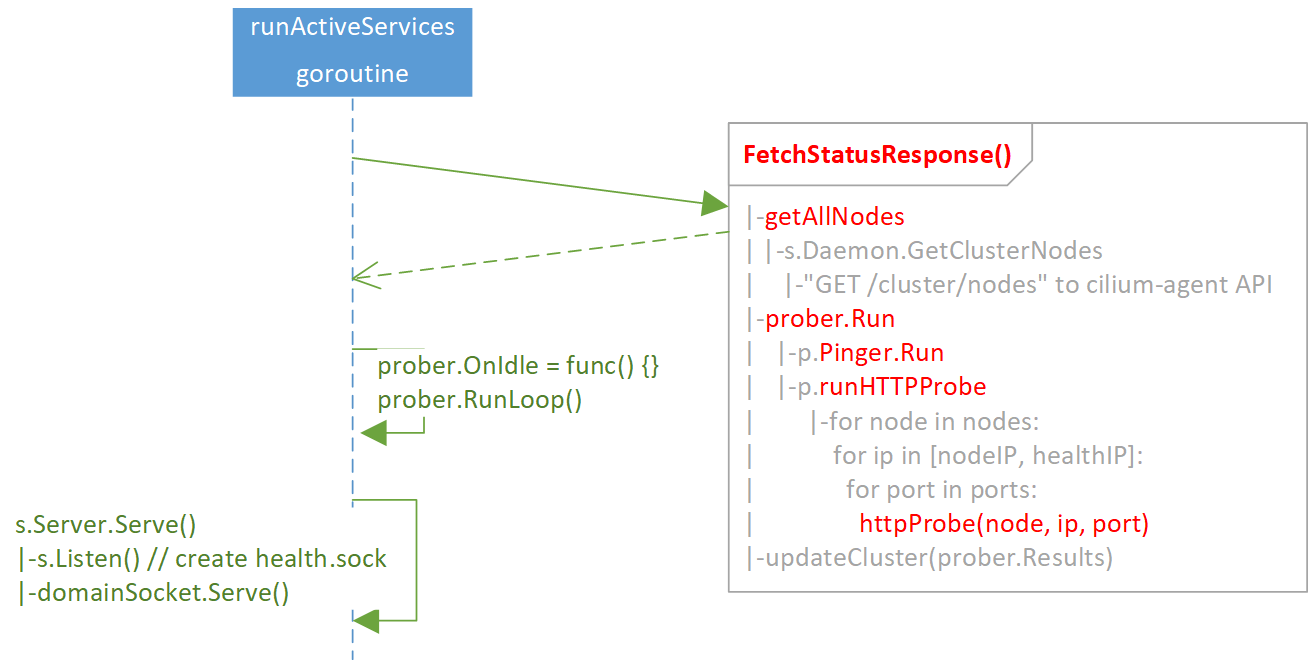 runActiveServices
goroutine
FetchStatusResponse()
|-getAllNodes
| |-s.Daemon.GetClusterNodes
| |-"GET /cluster/nodes" to cilium-agent API
|-prober.Run
| |-p.Pinger.Run
| |-p.runHTTPProbe
| |-for node in nodes:
| for ip in [nodeIP, healthIP]:
| for port in ports:
| httpProbe(node, ip, port)
|-updateCluster(prober.Results)
prober.OnIdle = func() {}
prober.RunLoop()
s.Server.Serve()
|-s.Listen() // create health.sock
|-domainSocket.Serve()